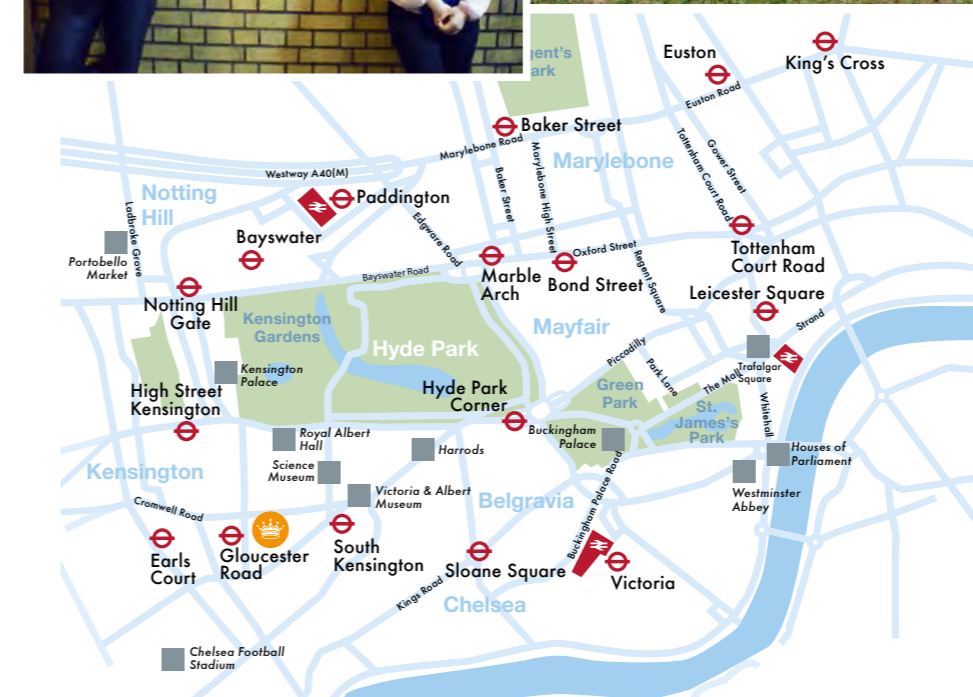 gent's
ark
Euston
King's Cross
Euston Road
Baker Street
Marylebone Road
Marylebone
Tottenham Court Road
Gower Street
Westway A40(M)
Notting
Hill
Paddington
Baker Street
Marylebone High Street
Ladbroke Grove
Bayswater
Edgware Road
Oxford Street
Tottenham
Court Road
Portobello
Market
Bayswater Road
Marble
Arch
Bond Street
Regent Square
Leicester Square
Notting Hill
Gate
Kensington
Gardens
Mayfair
Strand
Hyde Park
Piccadilly
Trafalgar
Square
Kensington
Palace
Park Lane
The Mall
High Street
Kensington
Hyde Park
Corner
Green
Park
St.
James's
Park
Whitehall
Royal Albert
Hall
Buckingham
Palace
Harrods
Houses of
Parliament
Kensington
Science
Museum
Victoria & Albert
Museum
Belgravia
Westminster
Abbey
Cromwell Road
Buckingham Palace Road
Earls
Court
Gloucester
Road
South
Kensington
Sloane Square
Victoria
Kings Road
Chelsea
Chelsea Football
Stadium